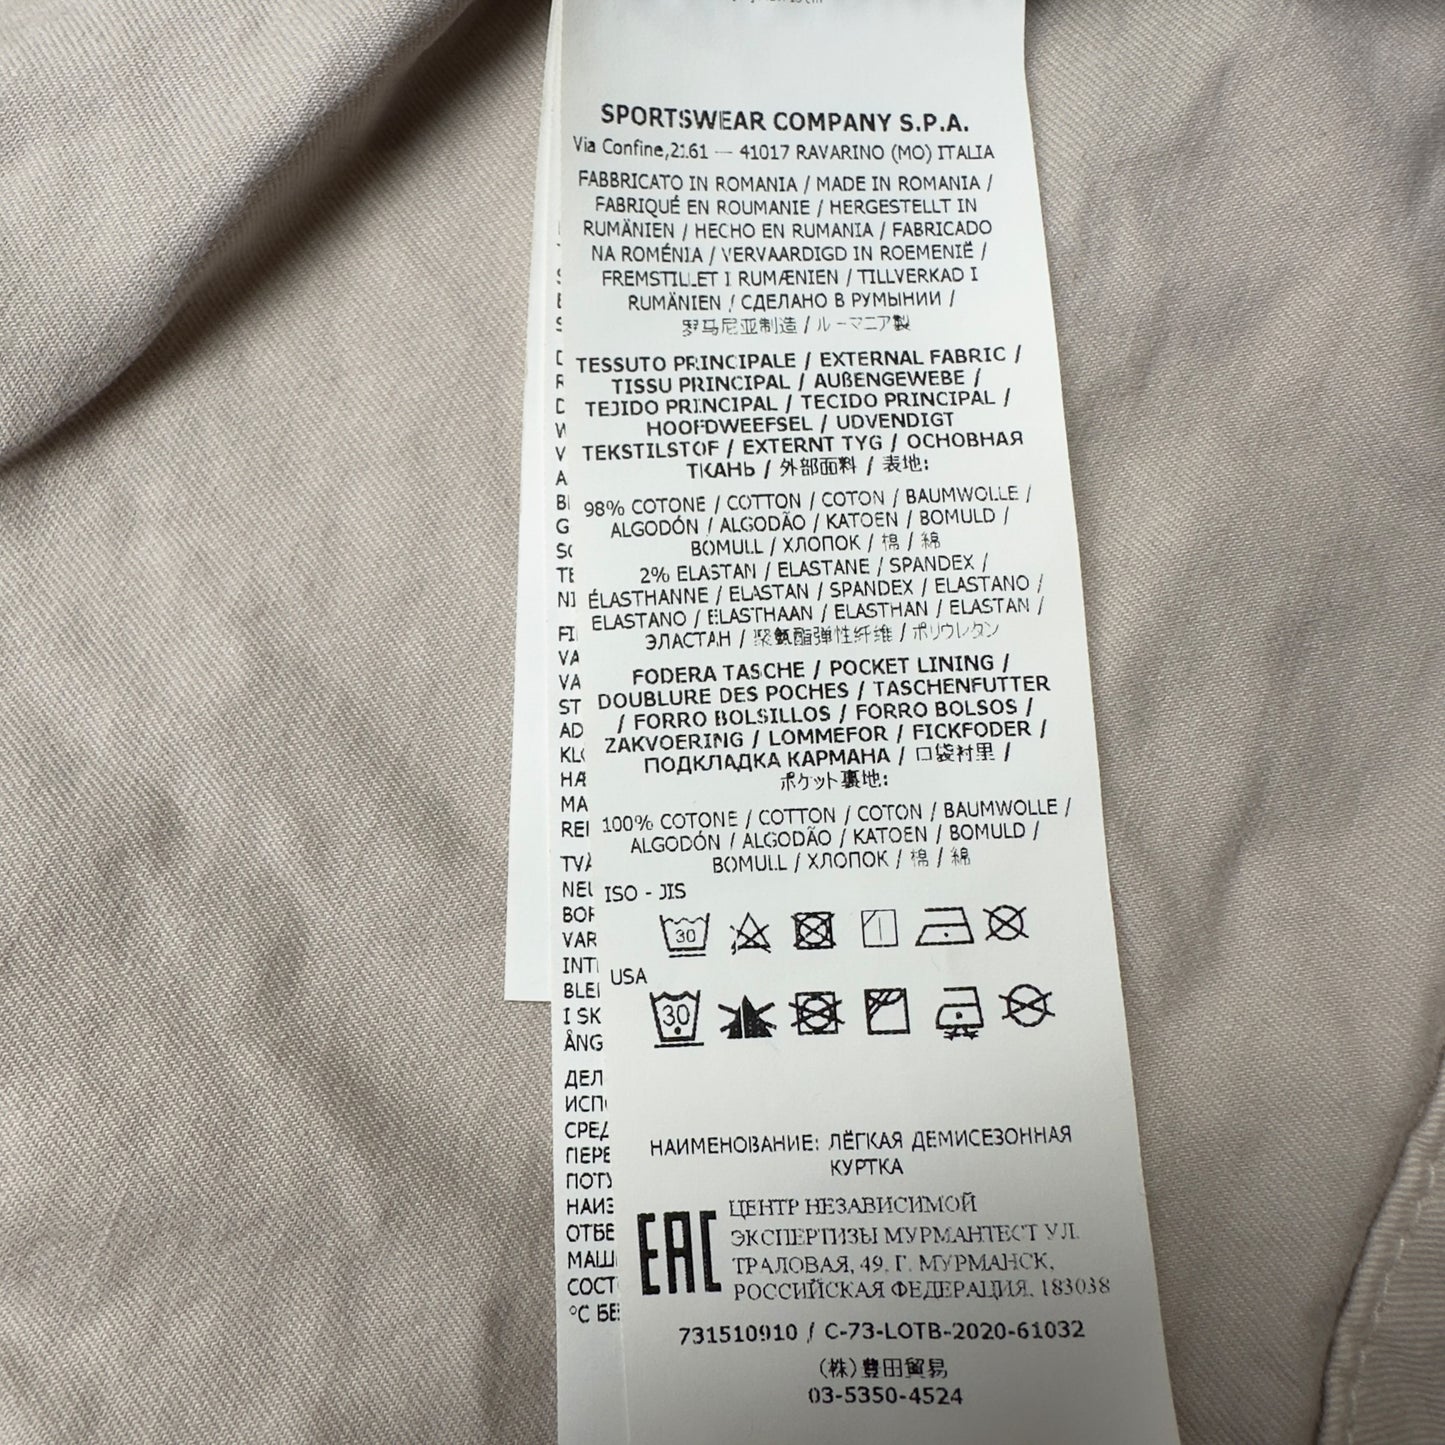 SPORTSWEAR COMPANY S.P.A.
Via Confine,2161 — 41017 RAVARINO (MO) ITALIA
FABBRICATO IN ROMANIA / MADE IN ROMANIA /
FABRIQUÉ EN ROUMANIE / HERGESTELLT IN
RUMÄNIEN / HECHO EN RUMANIA / FABRICADO
NA ROMÉNIA / VERVAARDIGD IN ROEMENIË /
FREMSTILLET I RUMÆNIEN / TILLVERKAD I
RUMÄNIEN / СДЕЛАНО В РУМЫНИИ /
罗马尼亚制造 / ルーマニア製
TESSUTO PRINCIPALE / EXTERNAL FABRIC /
TISSU PRINCIPAL / AUßENGEWEBE /
TEJIDO PRINCIPAL / TECIDO PRINCIPAL /
HOOFDWEEFSEL / UDVENDIGT
TEKSTILSTOF / EXTERNT TYG / ОСНОВНАЯ
ТКАНЬ / 外部面料 / 表地:
98% COTONE / COTTON / COTON / BAUMWOLLE /
ALGODÓN / ALGODÃO / KATOEN / BOMULD /
BOMULL / ХЛОПОК / 棉 / 綿
2% ELASTAN / ELASTANE / SPANDEX /
ÉLASTHANNE / ELASTAN / SPANDEX / ELASTANO /
ELASTANO / ELASTHAAN / ELASTHAN / ELASTAN /
ЭЛАСТАН / 聚氨酯弹性纤维 / ポリウレタン
FODERA TASCHE / POCKET LINING /
DOUBLURE DES POCHES / TASCHENFUTTER
/ FORRO BOLSILLOS / FORRO BOLSOS /
ZAKVOERING / LOMMEFOR / FICKFODER /
ПОДКЛАДКА КАРМАНА / 口袋衬里 /
ポケット裏地:
100% COTONE / COTTON / COTON / BAUMWOLLE /
ALGODÓN / ALGODÃO / KATOEN / BOMULD /
BOMULL / ХЛОПОК / 棉 / 綿
ISO - JIS
30
USA
30
НАИМЕНОВАНИЕ: ЛЁГКАЯ ДЕМИСЕЗОННАЯ
КУРТКА
EAC
ЦЕНТР НЕЗАВИСИМОЙ
ЭКСПЕРТИЗЫ МУРМАНТЕСТ УЛ.
ТРАЛОВАЯ, 49, Г. МУРМАНСК,
РОССИЙСКАЯ ФЕДЕРАЦИЯ, 183038
731510910 / C-73-LOTB-2020-61032
(株)豊田貿易
03-5350-4524